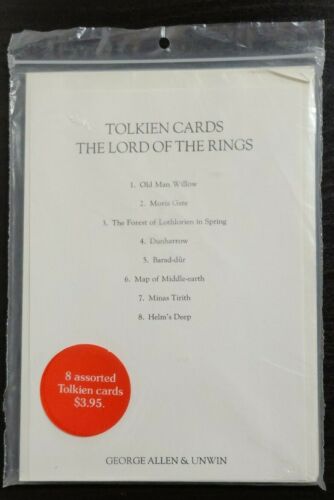 TOLKIEN CARDS
THE LORD OF THE RINGS
1. Old Man Willow
2. Moria Gate
3. The Forest of Lothlorien in Spring
4. Dunharrow
5. Barad-dûr
6. Map of Middle-earth
7. Minas Tirith
8. Helm's Deep
8 assorted
Tolkien cards
$3.95.
GEORGE ALLEN & UNWIN